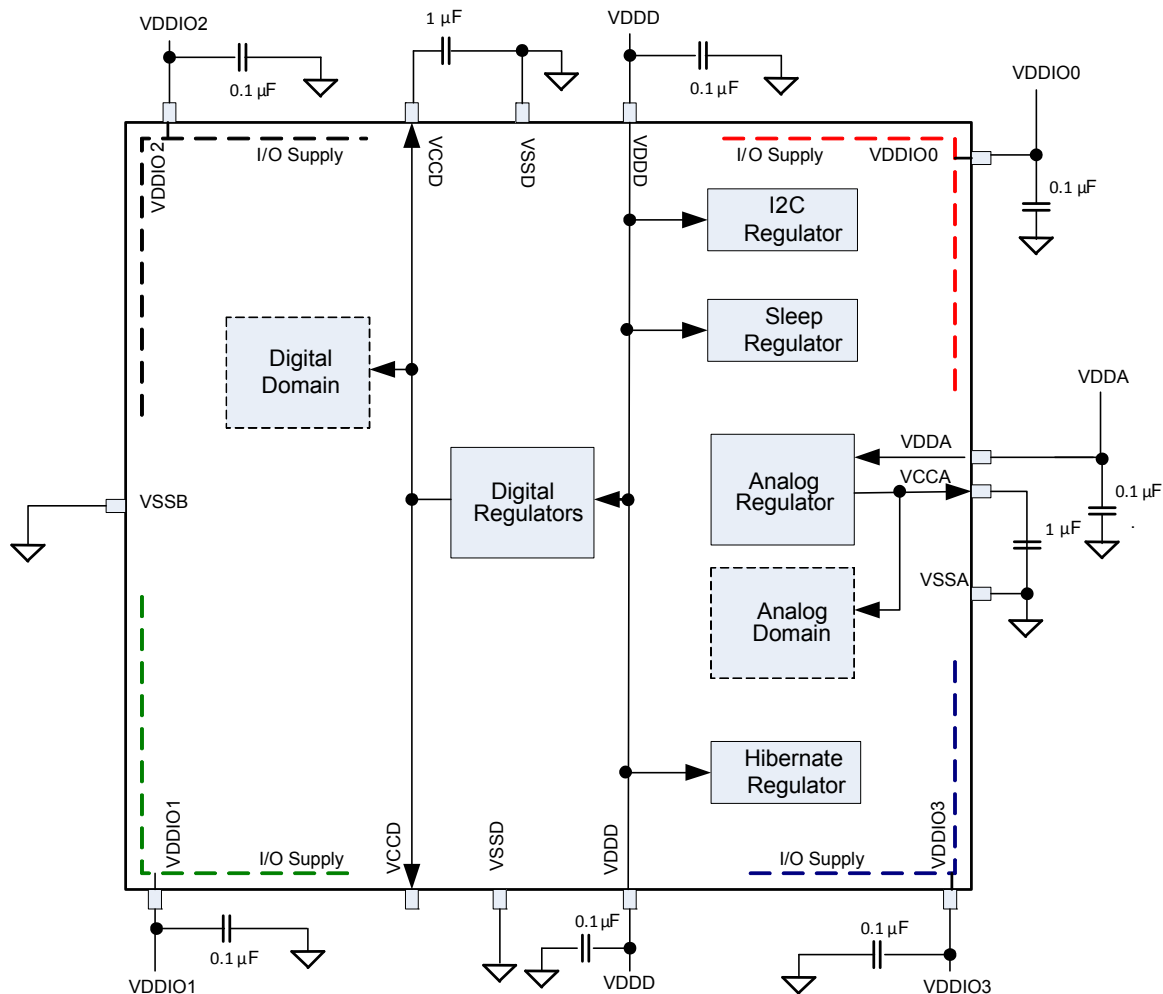 VDDIO2
1 µF
VDDD
0.1 µF
0.1 µF
VDDIO0
0.1 µF
VDDIO2
I/O Supply
VCCD
VSSD
VDDD
I/O Supply
VDDIO0
I2C
Regulator
Sleep
Regulator
Digital
Domain
VDDA
VDDA
VCCA
Analog
Regulator
Digital
Regulators
0.1 µF
.
1 µF
VSSB
VSSA
Analog
Domain
Hibernate
Regulator
VDDIO1
I/O Supply
VCCD
VSSD
VDDD
I/O Supply
VDDIO3
0.1 µF
0.1 µF
0.1 µF
VDDIO1
VDDD
VDDIO3